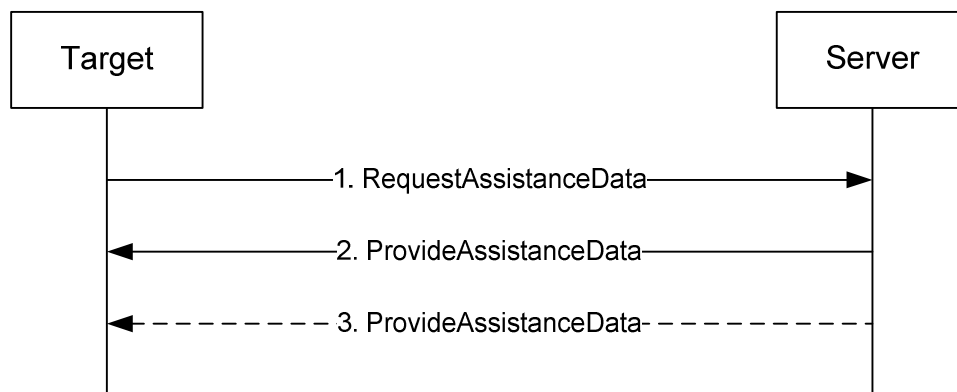 Target
Server
1. RequestAssistanceData
2. ProvideAssistanceData
3. ProvideAssistanceData